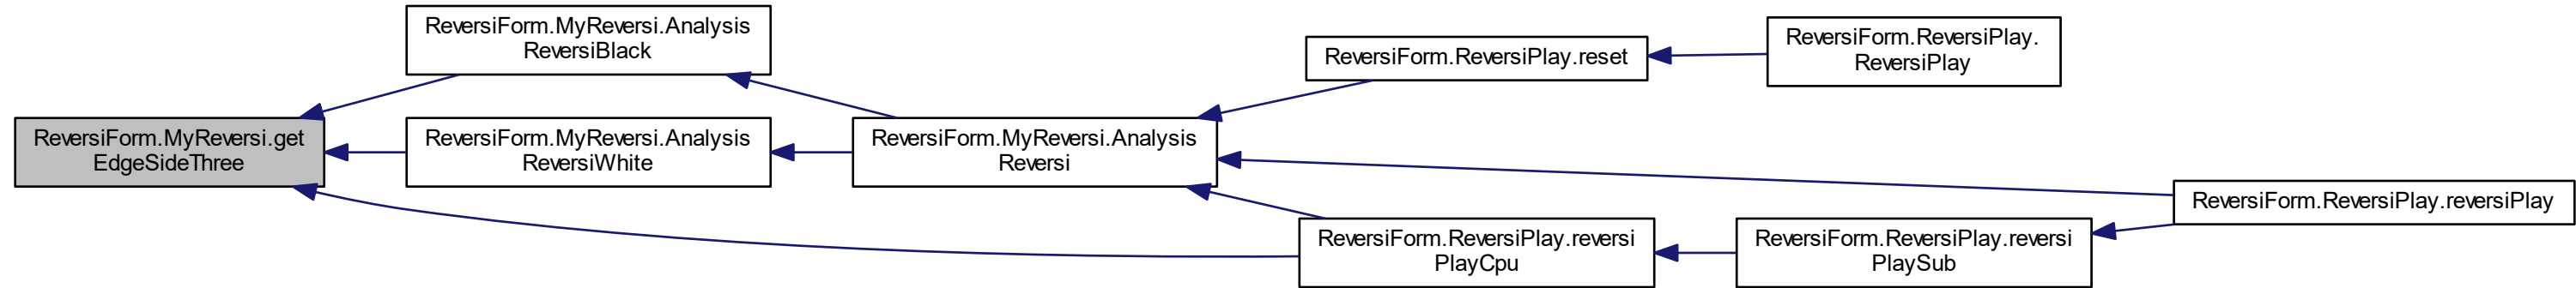 ReversiForm.MyReversi.get
EdgeSideThree
ReversiForm.MyReversi.Analysis
ReversiBlack
ReversiForm.MyReversi.Analysis
ReversiWhite
ReversiForm.MyReversi.Analysis
Reversi
ReversiForm.ReversiPlay.reset
ReversiForm.ReversiPlay.
ReversiPlay
ReversiForm.ReversiPlay.reversi
PlayCpu
ReversiForm.ReversiPlay.reversi
PlaySub
ReversiForm.ReversiPlay.reversiPlay